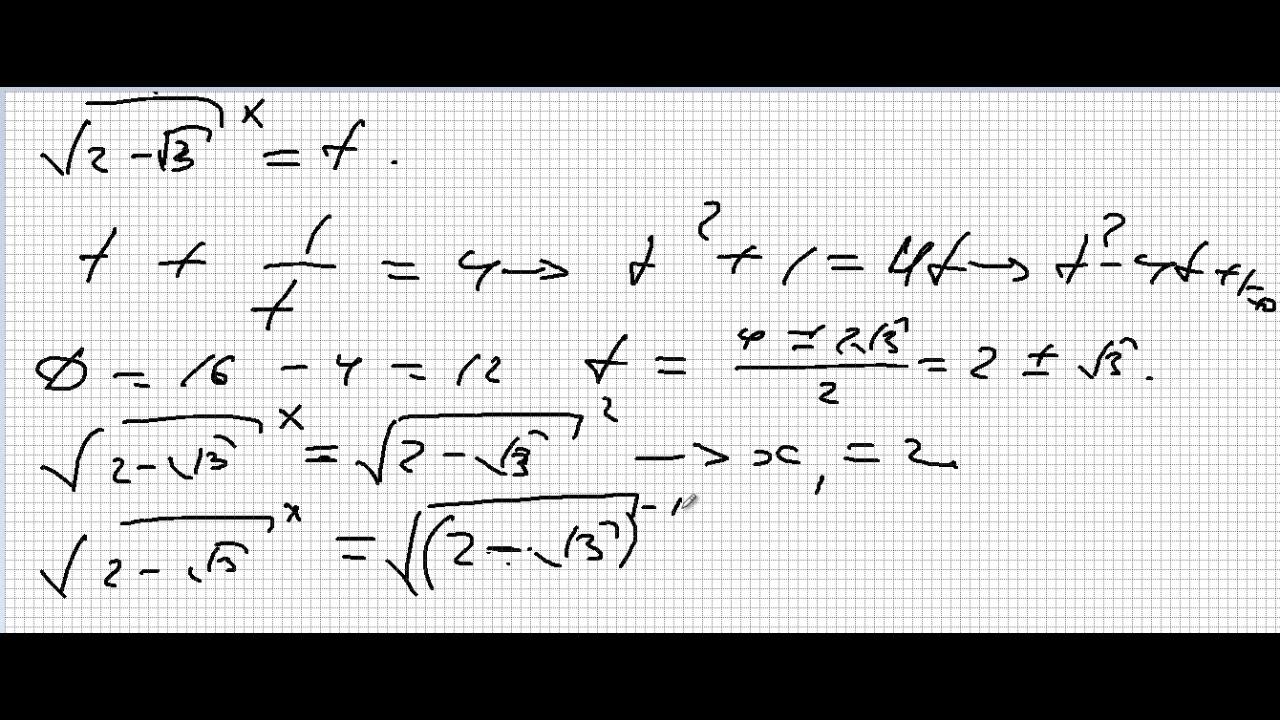 √(2 − √3)^x = t.
t + 1/t = 4 → t² + 1 = 4t → t² − 4t + 1 = 0
D = 16 − 4 = 12 t = (4 ± 2√3)/2 = 2 ± √3.
√(2 − √3)^x = √(2 − √3)² → x₁ = 2
√(2 − √3)^x = √((2 − √3))^-1